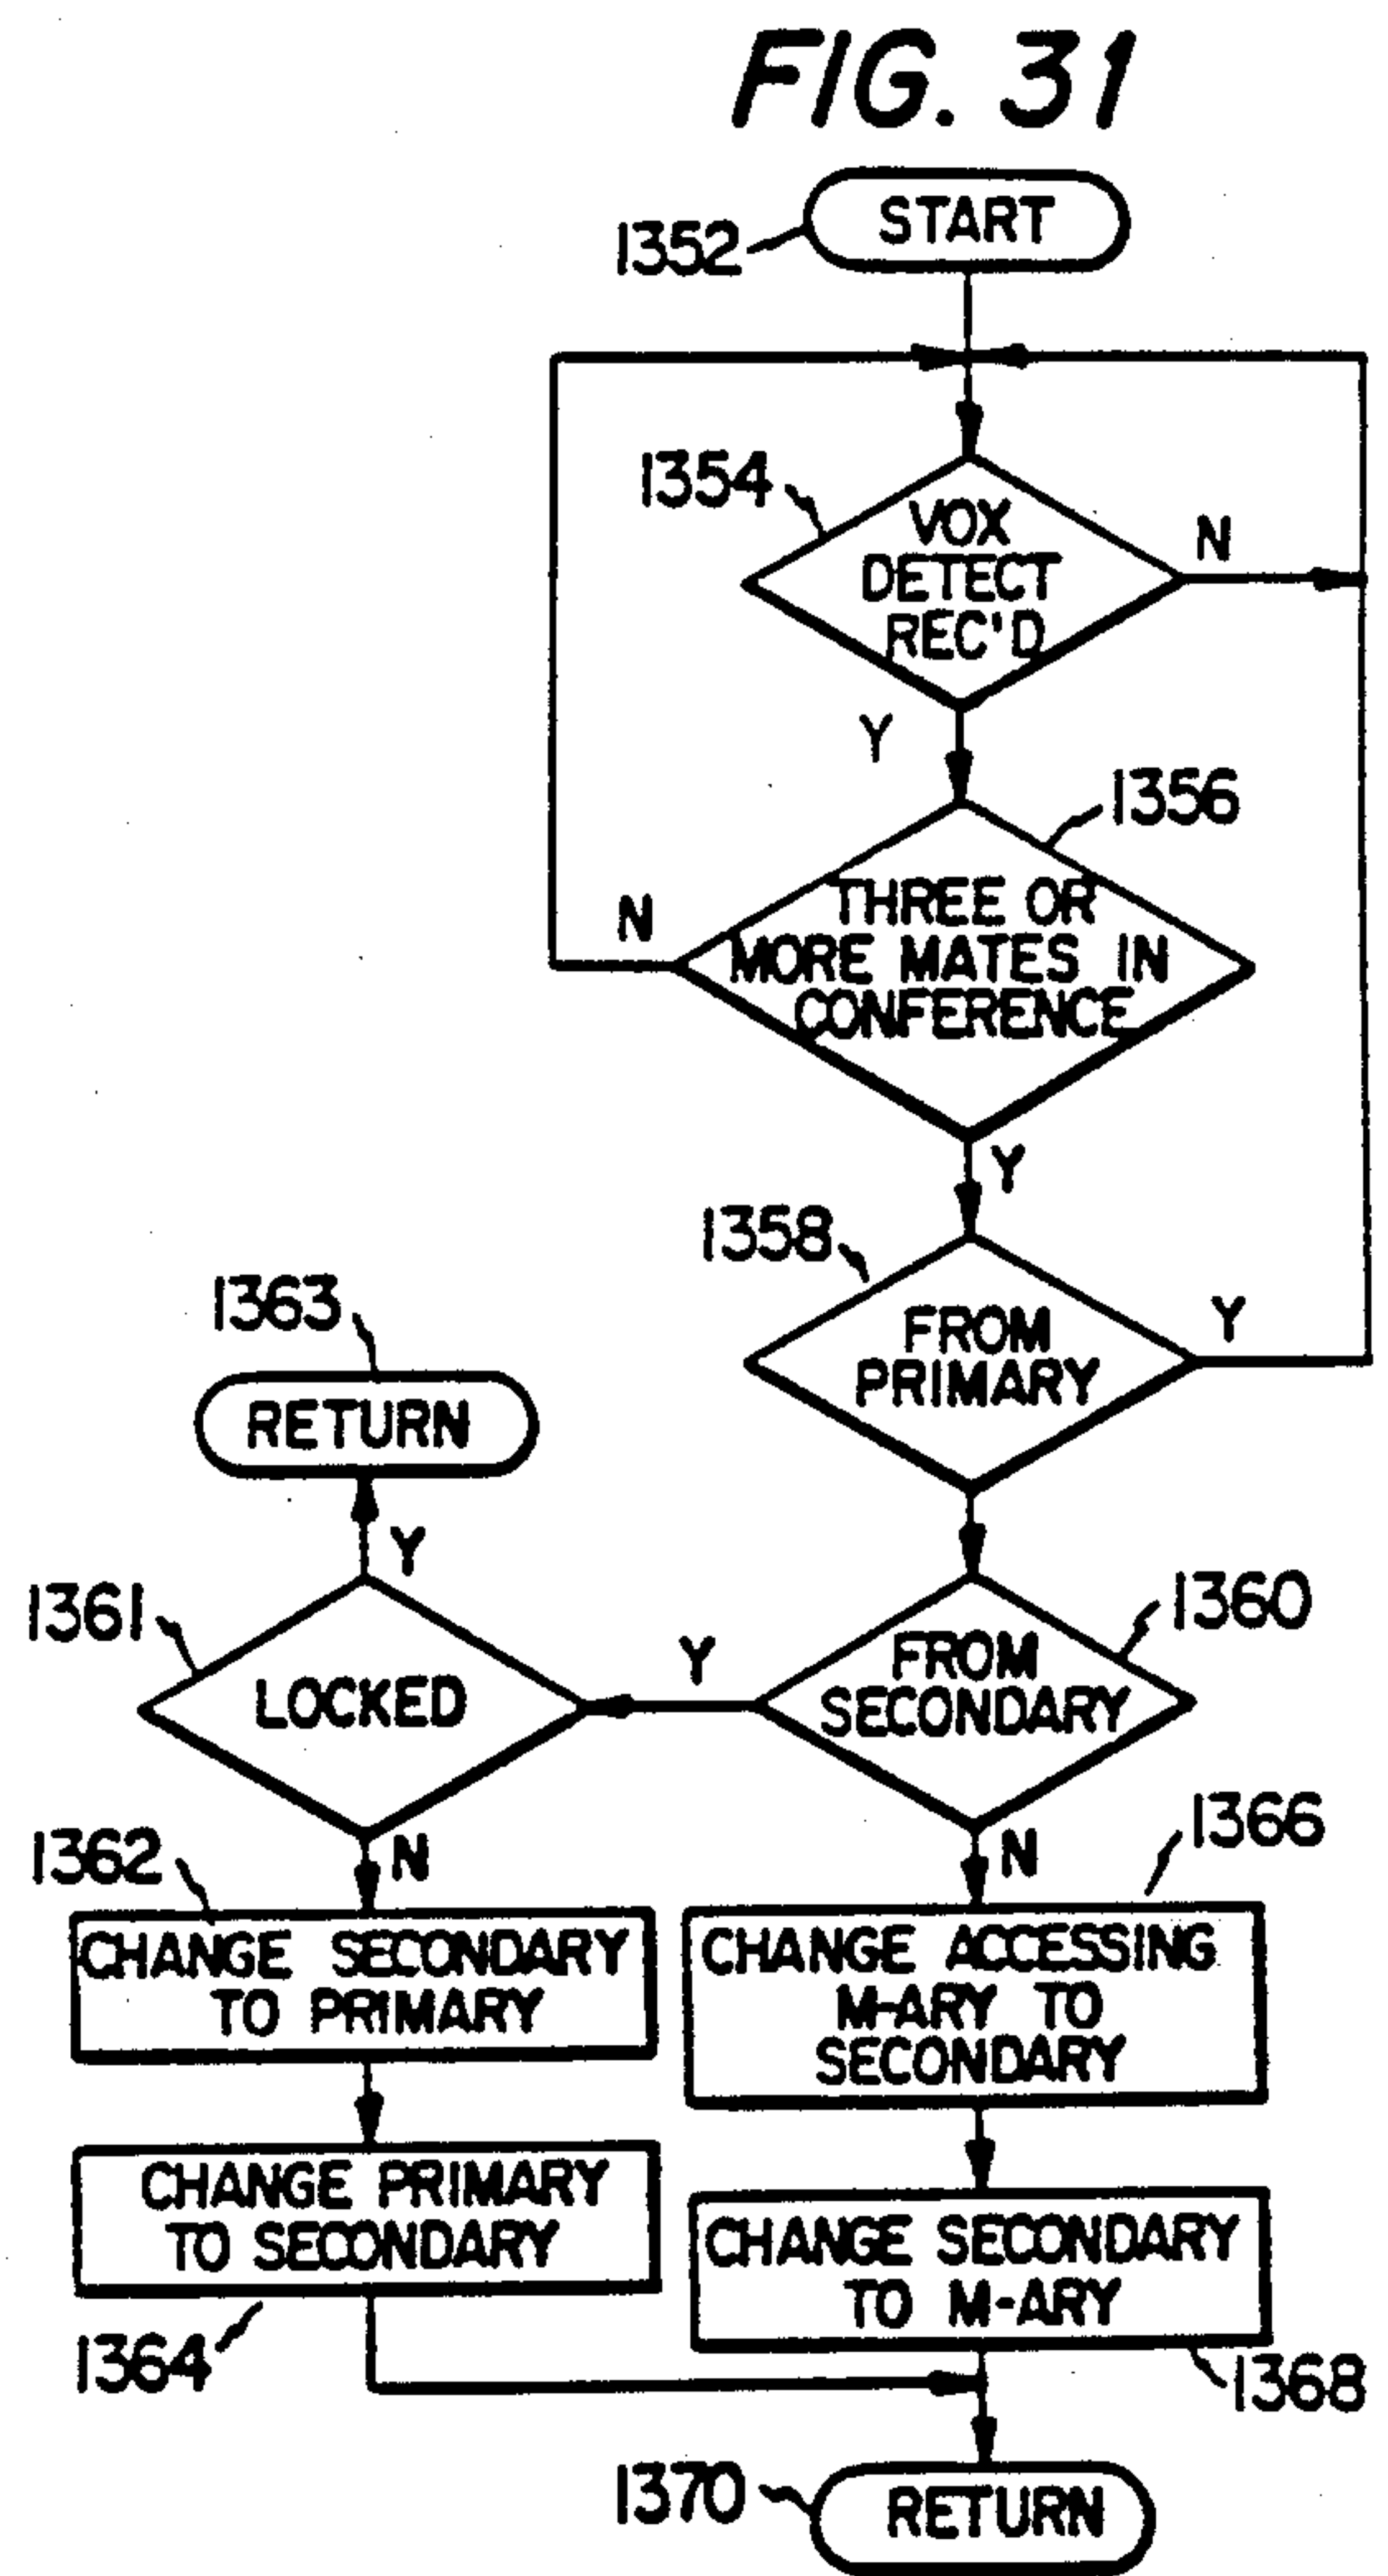 FIG. 31
START
1352
1354
VOX
DETECT
REC'D
N
Y
1356
THREE OR
MORE MATES IN
CONFERENCE
N
Y
1358
FROM
PRIMARY
Y
1363
RETURN
Y
1361
LOCKED
Y
1360
FROM
SECONDARY
N
N
1362
CHANGE SECONDARY
TO PRIMARY
1366
CHANGE ACCESSING
M-ARY TO
SECONDARY
CHANGE PRIMARY
TO SECONDARY
1364
CHANGE SECONDARY
TO M-ARY
1368
1370
RETURN